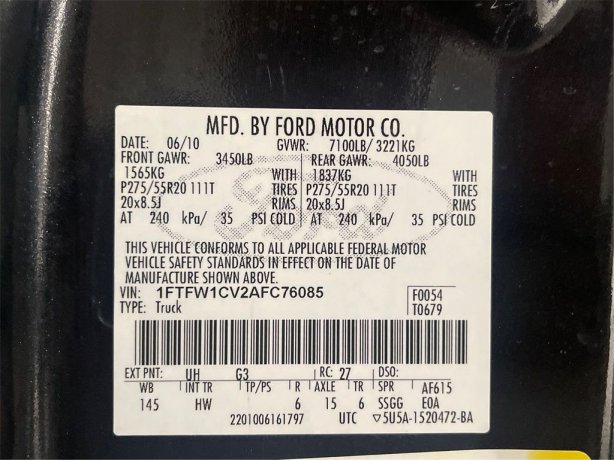 MFD. BY FORD MOTOR CO.
DATE: 06/10 GVWR: 7100LB/ 3221KG
FRONT GAWR: 3450LB REAR GAWR: 4050LB
1565KG WITH 1837KG WITH
P275/55R20 111T TIRES P275/55R20 111T TIRES
20x8.5J RIMS 20x8.5J RIMS
AT 240 kPa/ 35 PSI COLD AT 240 kPa/ 35 PSI COLD
THIS VEHICLE CONFORMS TO ALL APPLICABLE FEDERAL MOTOR
VEHICLE SAFETY STANDARDS IN EFFECT ON THE DATE OF
MANUFACTURE SHOWN ABOVE.
VIN: 1FTFW1CV2AFC76085 F0054
TYPE: Truck T0679
EXT PNT: UH G3 RC: 27 DSO:
WB INT TR TP/PS R AXLE TR SPR AF615
145 HW 6 15 6 SSGG E0A
2201006161797 UTC ▽5U5A-1520472-BA
Ford